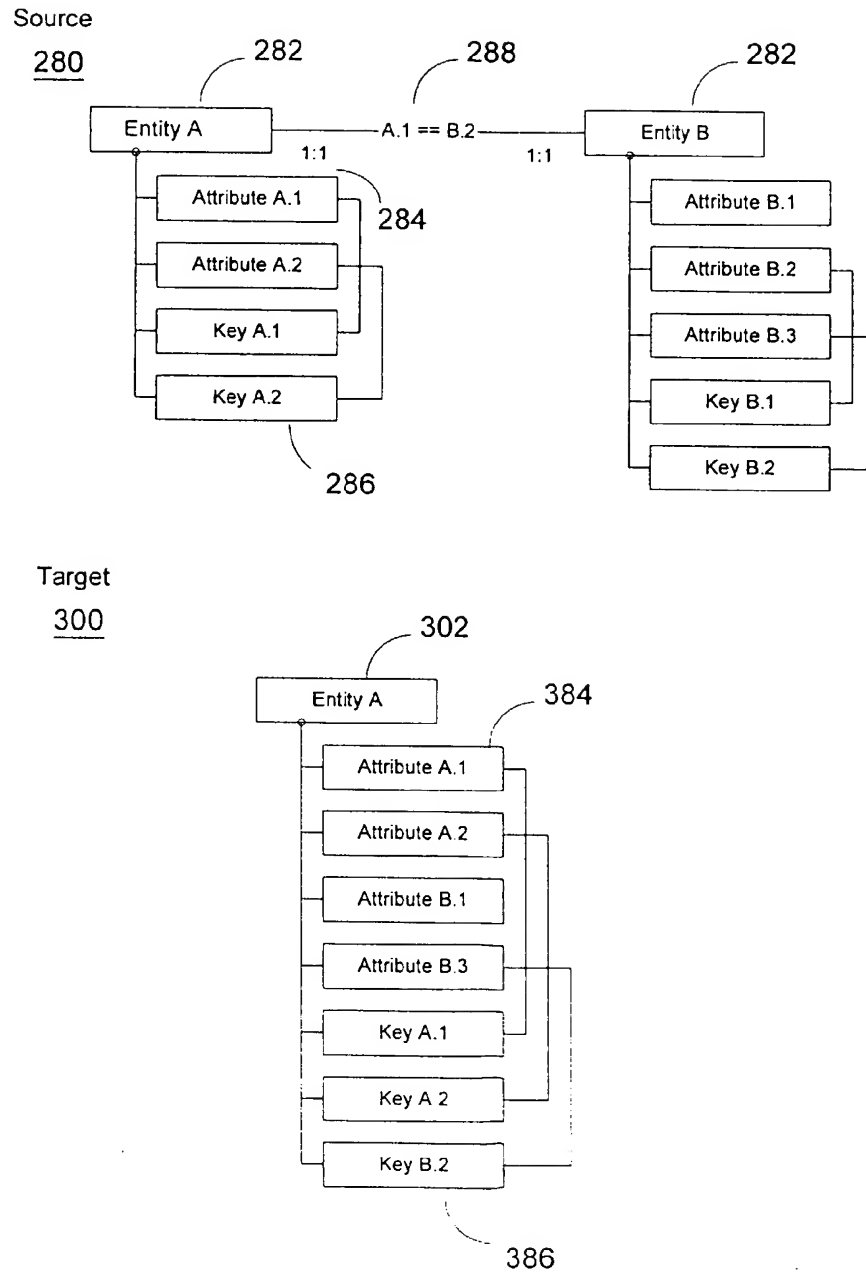 Source
280
282
288
282
Entity A
A.1 == B.2
Entity B
1:1
1:1
284
Attribute A.1
Attribute A.2
Key A.1
Key A.2
286
Attribute B.1
Attribute B.2
Attribute B.3
Key B.1
Key B.2
Target
300
302
Entity A
384
Attribute A.1
Attribute A.2
Attribute B.1
Attribute B.3
Key A.1
Key A 2
Key B.2
386